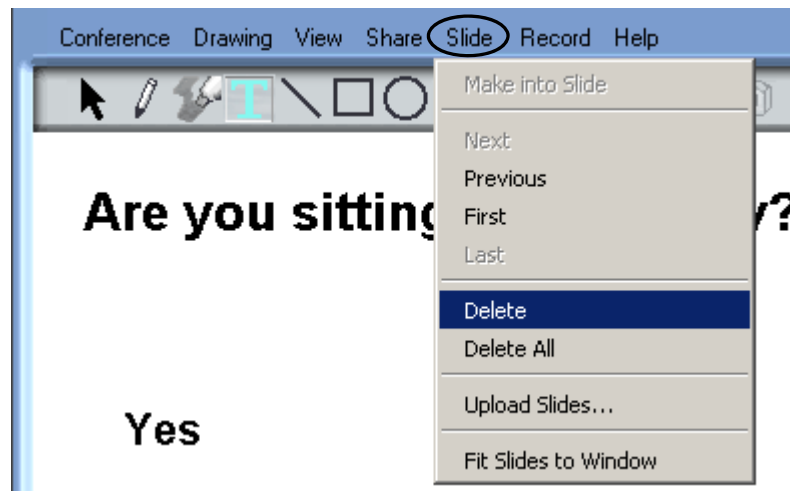 Conference Drawing View Share Slide Record Help
T
Make into Slide
Next
Previous
First
Last
Delete
Delete All
Upload Slides...
Fit Slides to Window
Are you sitting y?
Yes